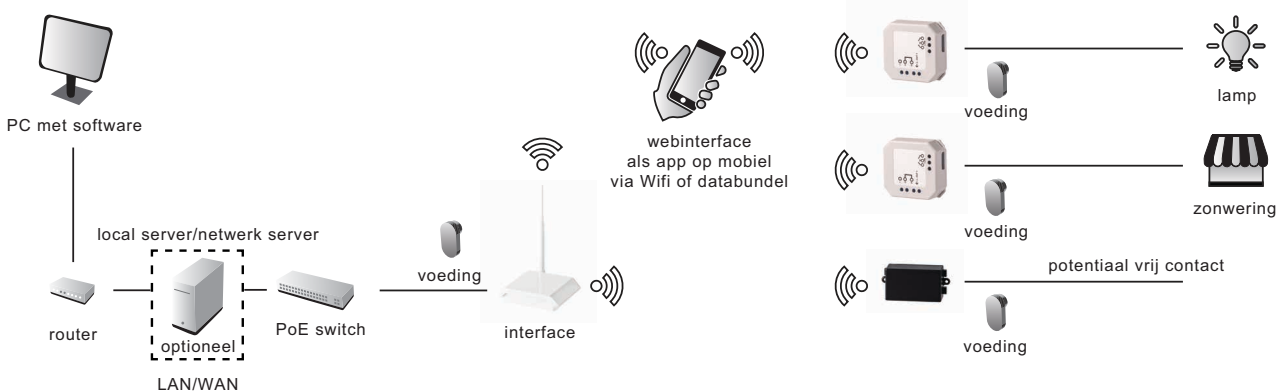 PC met software
local server/netwerk server
router
optioneel
LAN/WAN
PoE switch
voeding
interface
webinterface
als app op mobiel
via Wifi of databundel
voeding
lamp
voeding
zonwering
potentiaal vrij contact
voeding